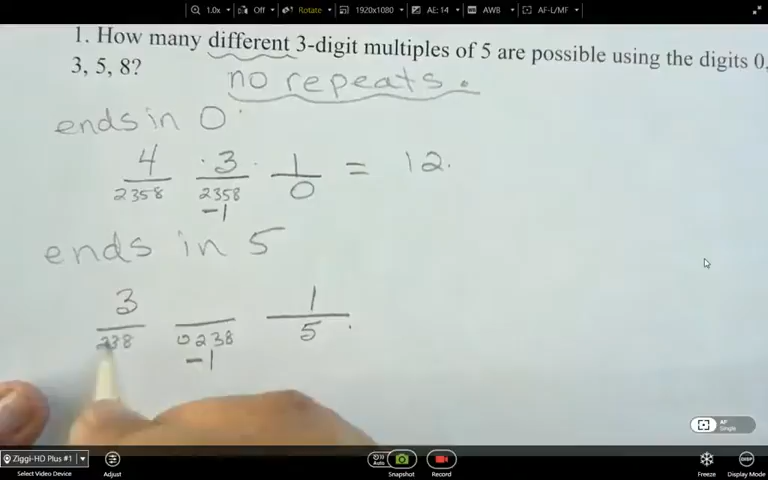 1.0x Off Rotate 1920x1080 AE: 14 AWB AF-L/MF
1. How many different 3-digit multiples of 5 are possible using the digits 0,
3, 5, 8?
no repeats.
ends in 0
4 · 3 · 1 = 12.
2358 2358 0
-1
ends in 5
3 1
238 0238 5
-1
AF
Single
Ziggi-HD Plus #1
Select Video Device Adjust Auto Snapshot Record Freeze DISP Display Mode